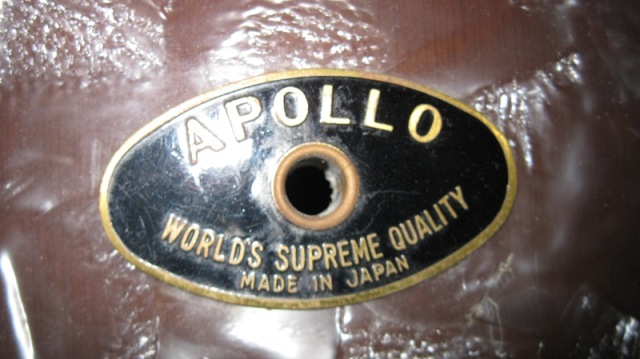 APOLLO
WORLD'S SUPREME QUALITY
MADE IN JAPAN